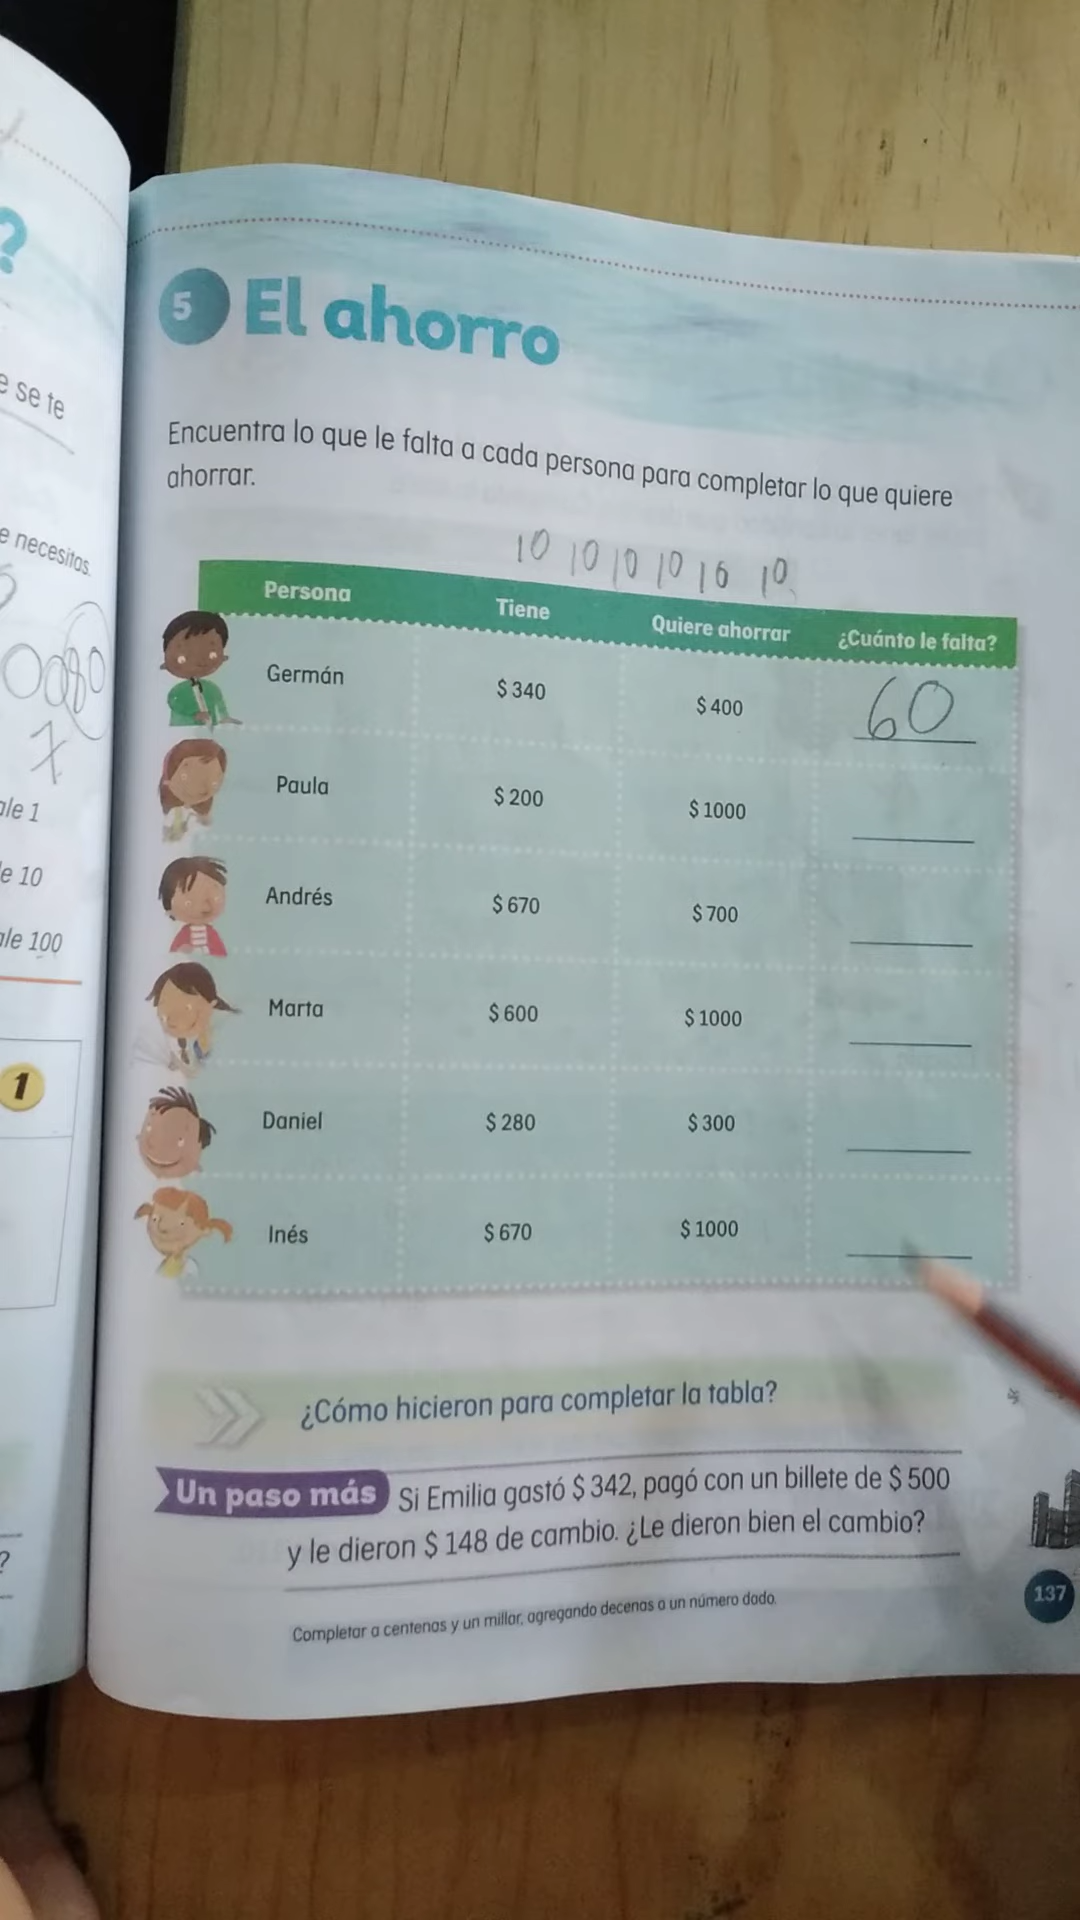 ?
e se te
e necesitas.
080
7
ale 1
e 10
ale 100
1
?
5 El ahorro
Encuentra lo que le falta a cada persona para completar lo que quiere
ahorrar.
10 10 10 10 10 10
Persona Tiene Quiere ahorrar ¿Cuánto le falta?
Germán $ 340 $ 400 60
Paula $ 200 $ 1000
Andrés $ 670 $ 700
Marta $ 600 $ 1000
Daniel $ 280 $ 300
Inés $ 670 $ 1000
¿Cómo hicieron para completar la tabla?
Un paso más Si Emilia gastó $ 342, pagó con un billete de $ 500
y le dieron $ 148 de cambio. ¿Le dieron bien el cambio?
Completar a centenas y un millar, agregando decenas a un número dado.
137